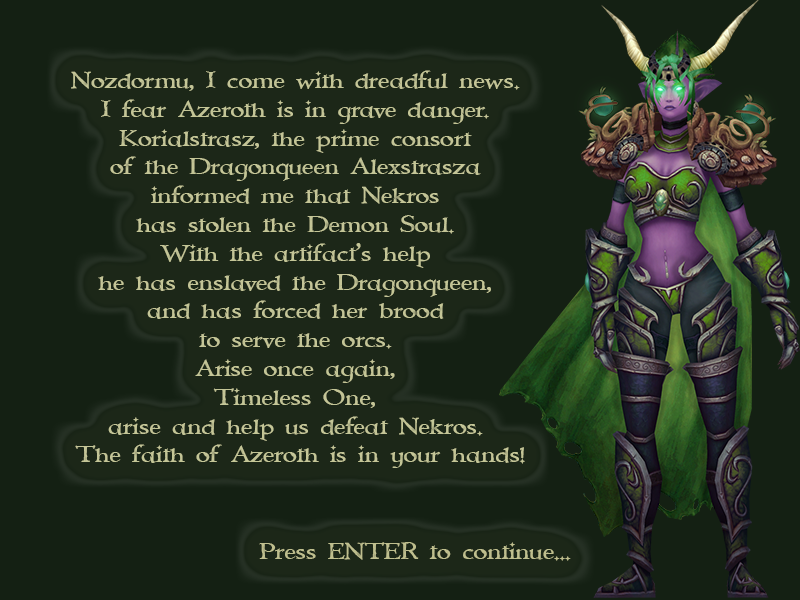 Nozdormu, I come with dreadful news.
I fear Azeroth is in grave danger.
Korialstrasz, the prime consort
of the Dragonqueen Alexstrasza
informed me that Nekros
has stolen the Demon Soul.
With the artifact's help
he has enslaved the Dragonqueen,
and has forced her brood
to serve the orcs.
Arise once again,
Timeless One,
arise and help us defeat Nekros.
The faith of Azeroth is in your hands!
Press ENTER to continue...